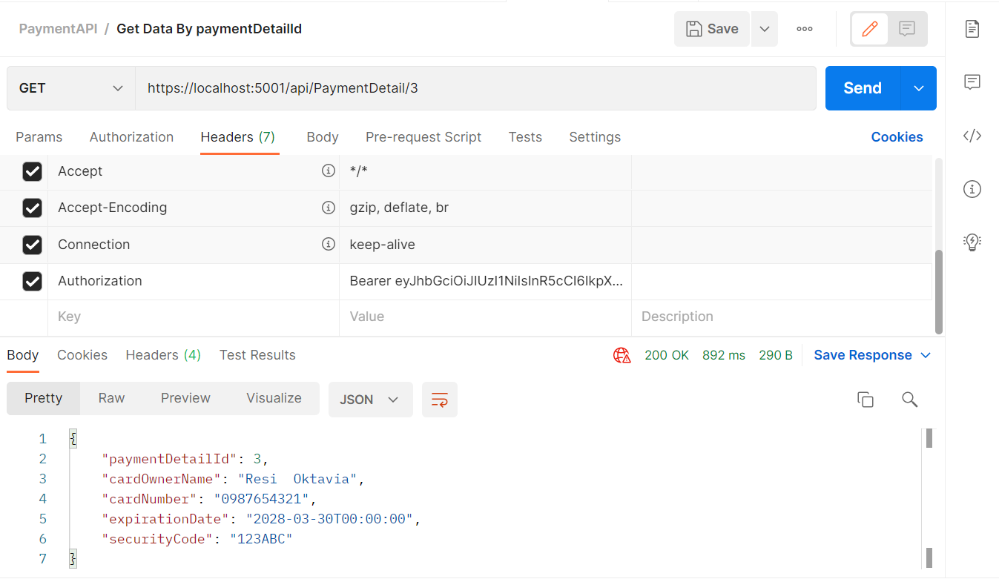 PaymentAPI / Get Data By paymentDetailId
Save
GET https://localhost:5001/api/PaymentDetail/3 Send
Params Authorization Headers (7) Body Pre-request Script Tests Settings Cookies
Accept */*
Accept-Encoding gzip, deflate, br
Connection keep-alive
Authorization Bearer eyJhbGciOiJIUzI1NiIsInR5cCI6IkpX...
Key Value Description
Body Cookies Headers (4) Test Results 200 OK 892 ms 290 B Save Response
Pretty Raw Preview Visualize JSON
1 {
2 "paymentDetailId": 3,
3 "cardOwnerName": "Resi  Oktavia",
4 "cardNumber": "0987654321",
5 "expirationDate": "2028-03-30T00:00:00",
6 "securityCode": "123ABC"
7 }